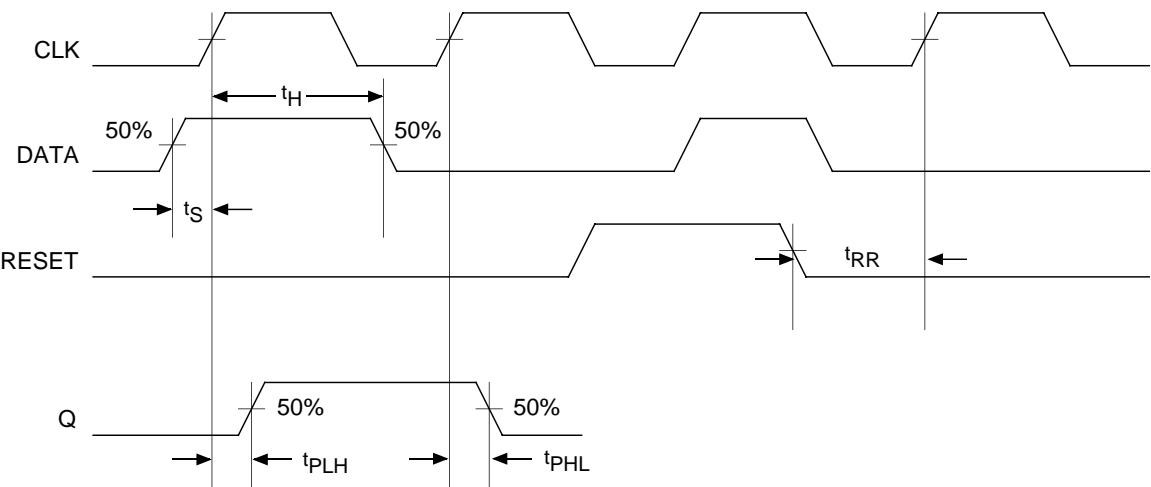 CLK
tH
50%
50%
DATA
tS
RESET
tRR
50%
50%
Q
tPLH
tPHL